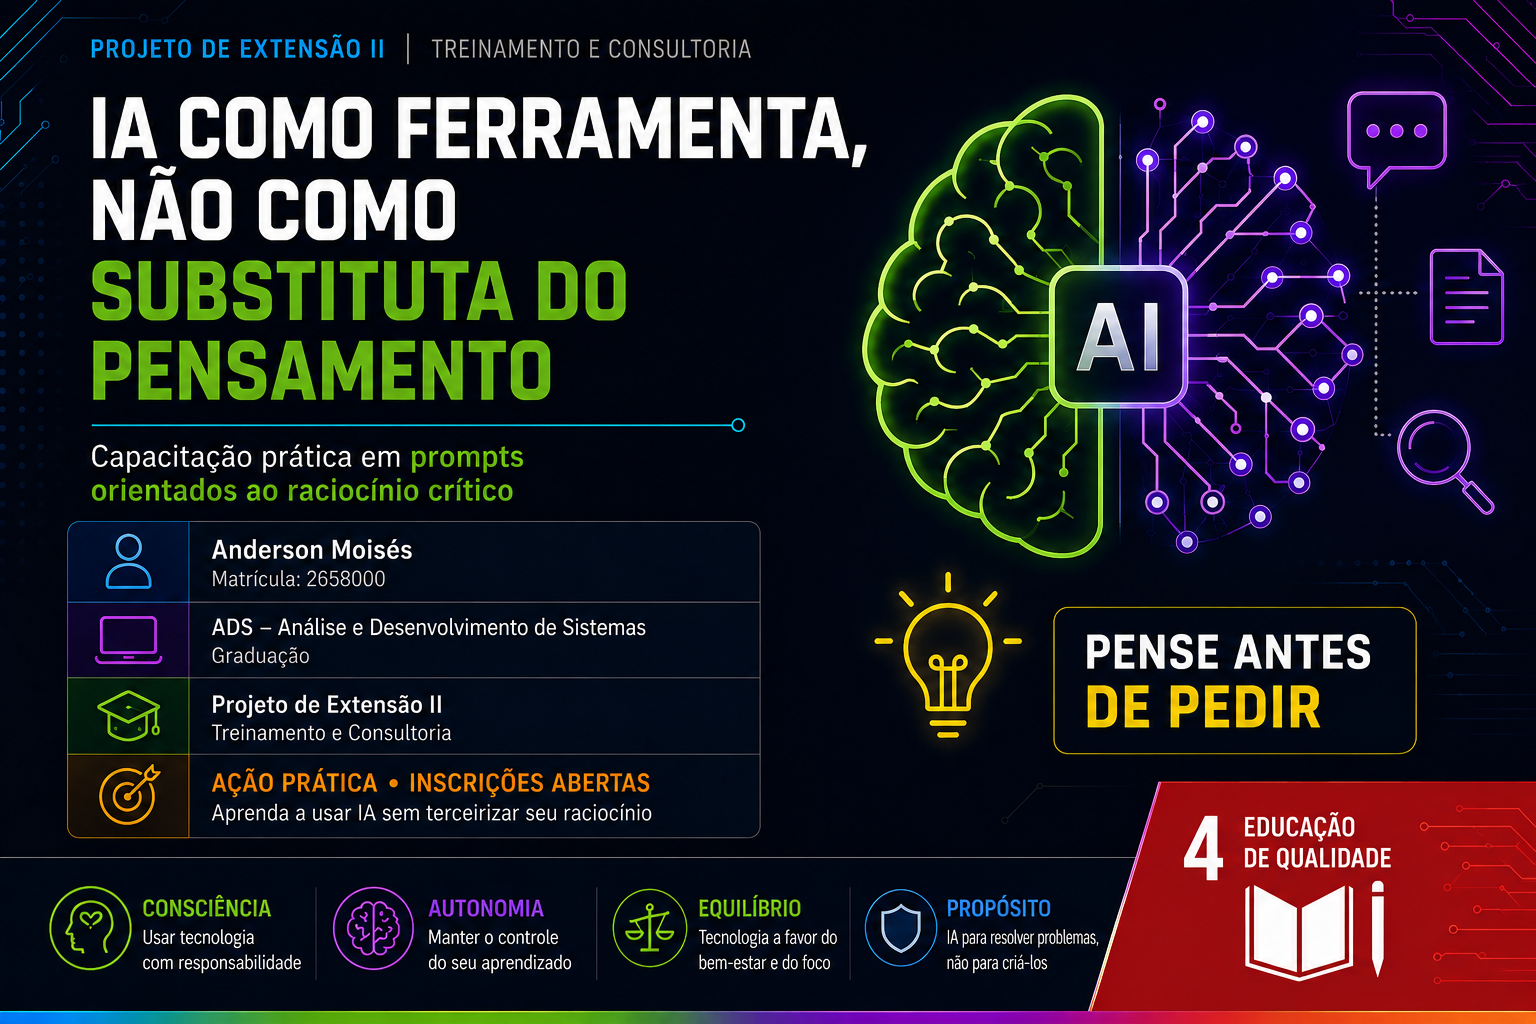 PROJETO DE EXTENSÃO II | TREINAMENTO E CONSULTORIA
IA COMO FERRAMENTA,
NÃO COMO
SUBSTITUTA DO
PENSAMENTO
Capacitação prática em prompts
orientados ao raciocínio crítico
Anderson Moisés
Matrícula: 2658000
ADS – Análise e Desenvolvimento de Sistemas
Graduação
Projeto de Extensão II
Treinamento e Consultoria
AÇÃO PRÁTICA • INSCRIÇÕES ABERTAS
Aprenda a usar IA sem terceirizar seu raciocínio
AI
PENSE ANTES
DE PEDIR
CONSCIÊNCIA
Usar tecnologia
com responsabilidade
AUTONOMIA
Manter o controle
do seu aprendizado
EQUILÍBRIO
Tecnologia a favor do
bem-estar e do foco
PROPÓSITO
IA para resolver problemas,
não para criá-los
4 EDUCAÇÃO
DE QUALIDADE